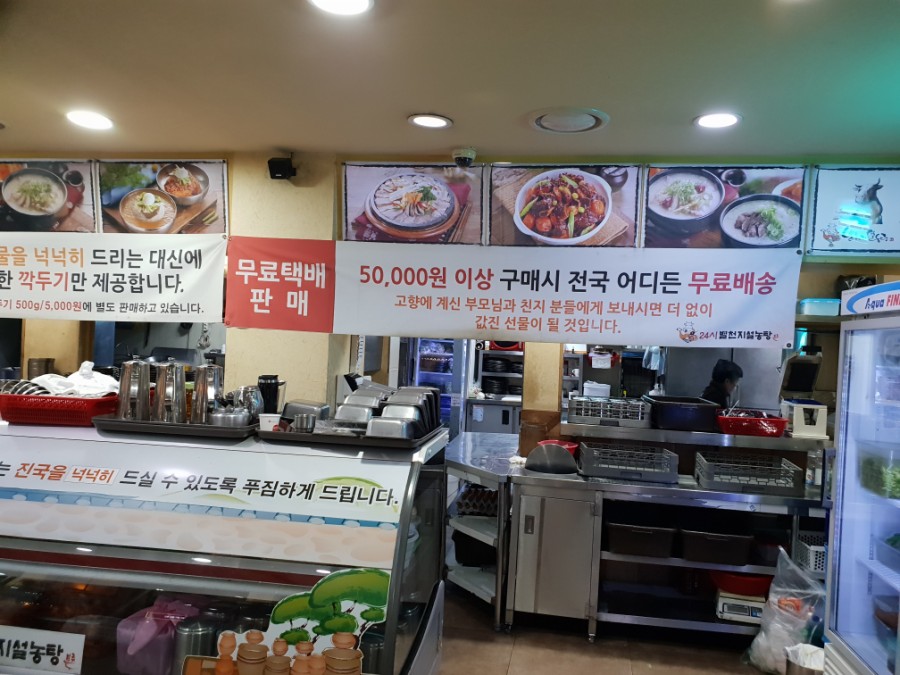 물을 넉넉히 드리는 대신에
한 깍두기만 제공합니다.
기 500g/5,000원에 별도 판매하고 있습니다.
무료택배
판 매
50,000원 이상 구매시 전국 어디든 무료배송
고향에 계신 부모님과 친지 분들에게 보내시면 더 없이
값진 선물이 될 것입니다.
24시
Aqua FINE
는 진국을 넉넉히 드실 수 있도록 푸짐하게 드립니다.
지설농탕